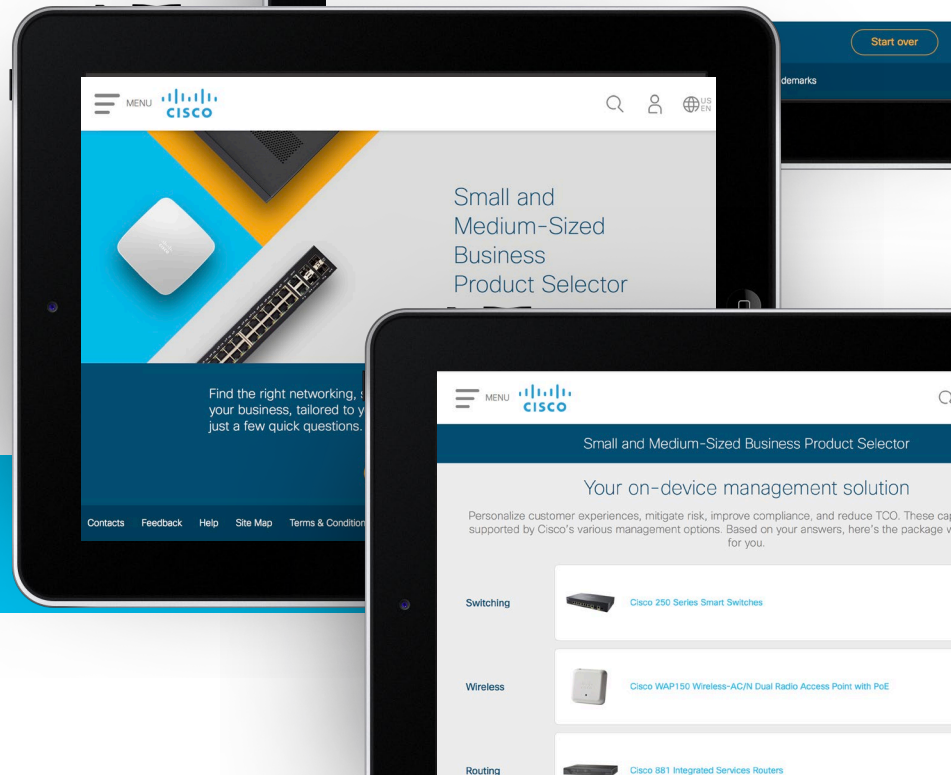 Start over
demarks
MENU
CISCO
US
EN
Small and
Medium-Sized
Business
Product Selector
Find the right networking,
your business, tailored to
just a few quick questions.
Contacts Feedback Help Site Map Terms & Condition
MENU
CISCO
Small and Medium-Sized Business Product Selector
Your on-device management solution
Personalize customer experiences, mitigate risk, improve compliance, and reduce TCO. These
supported by Cisco's various management options. Based on your answers, here's the package
for you.
Switching Cisco 250 Series Smart Switches
Wireless Cisco WAP150 Wireless-AC/N Dual Radio Access Point with PoE
Routing Cisco 881 Integrated Services Routers